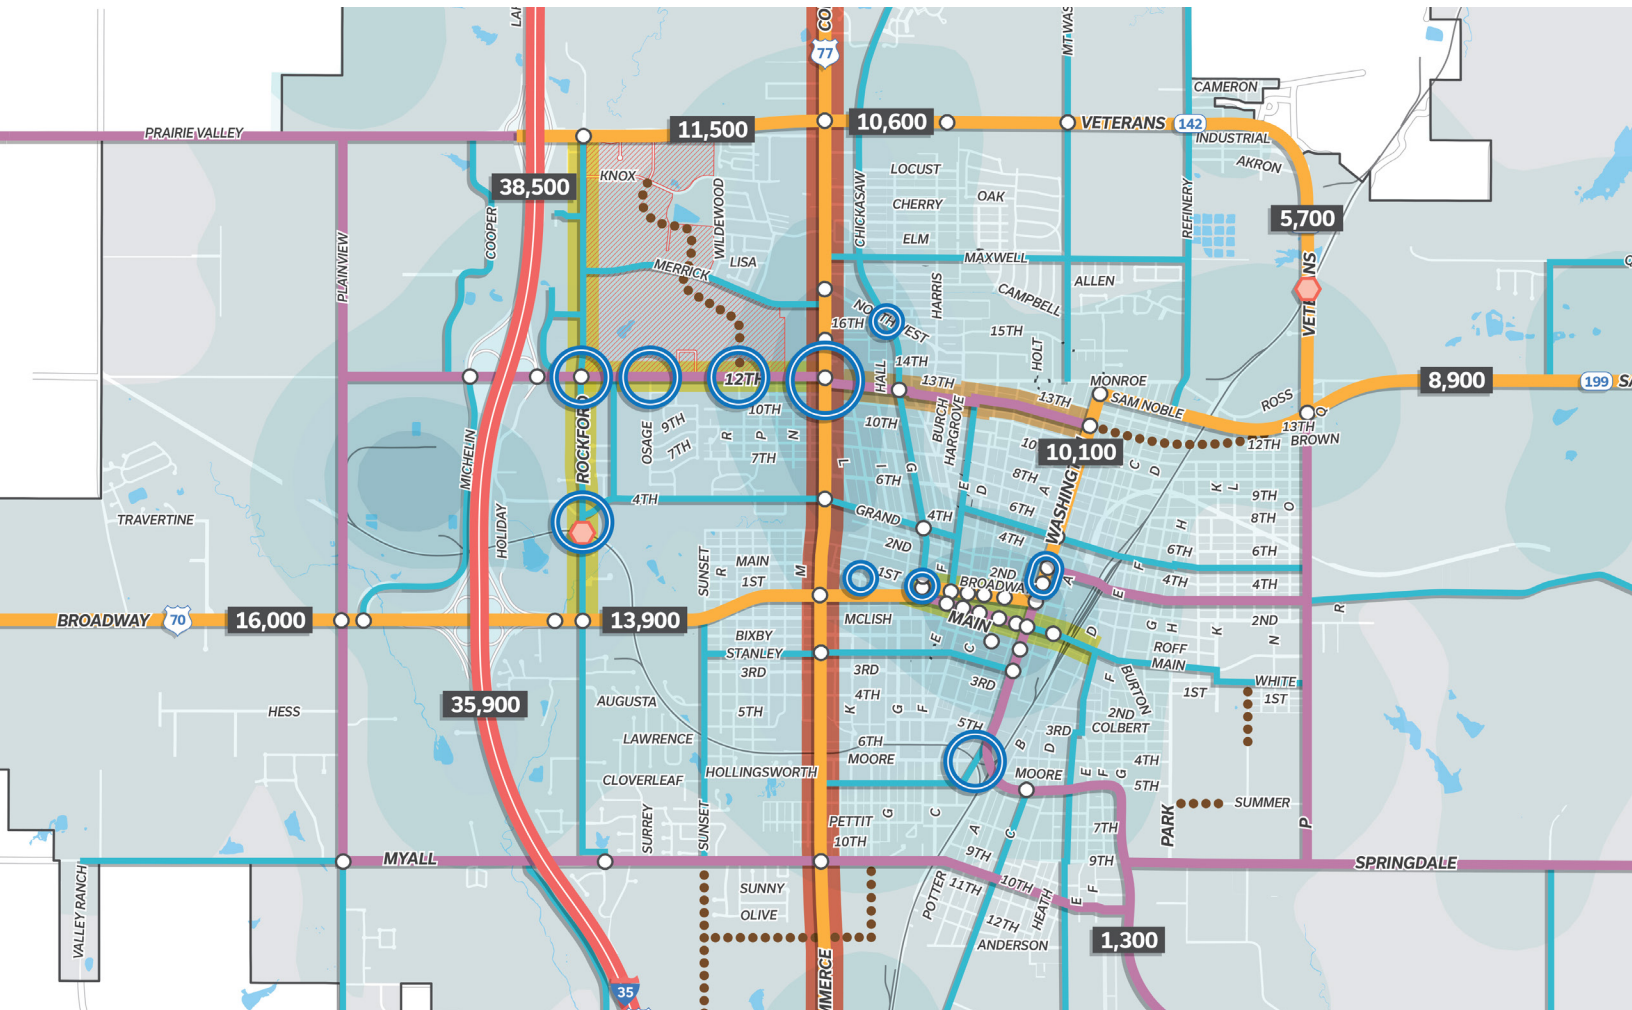 LAR
CO
77
MT WAS
CAMERON
PRAIRIE VALLEY
11,500
10,600
VETERANS
142
INDUSTRIAL
AKRON
KNOX
38,500
LOCUST
OAK
CHERRY
WILDEWOOD
CHICKASAW
REFINERY
5,700
COOPER
ELM
PLAINVIEW
LISA
MERRICK
MAXWELL
ALLEN
VETERANS
HARRIS
CAMPBELL
NORTHWEST
16TH
15TH
HOLT
14TH
HALL
12TH
13TH
MONROE
13TH
SAM NOBLE
ROSS
Q
8,900
199
SA
13TH
12TH
BROWN
ROCKFORD
10TH
9TH
7TH
OSAGE
R
P
N
7TH
10TH
BURCH
HARGROVE
10
10,100
C
D
MICHELIN
L
I
G
6TH
E
D
8TH
A
6TH
K
L
9TH
O
8TH
4TH
TRAVERTINE
HOLIDAY
GRAND
4TH
WASHINGTON
H
2ND
4TH
6TH
6TH
SUNSET
R
MAIN
1ST
M
1ST
F
2ND
BROADWAY
A
E
F
4TH
4TH
BROADWAY
70
16,000
13,900
MCLISH
MAIN
D
G
H
K
2ND
N
R
BIXBY
STANLEY
3RD
E
C
3RD
3RD
ROFF
MAIN
F
BURTON
WHITE
1ST
1ST
35,900
AUGUSTA
HESS
5TH
4TH
K
G
F
5TH
2ND
COLBERT
3RD
LAWRENCE
6TH
MOORE
B
D
CLOVERLEAF
HOLLINGSWORTH
MOORE
E
F
G
4TH
5TH
SURREY
SUNSET
PETTIT
10TH
G
C
A
C
7TH
PARK
SUMMER
P
MYALL
9TH
9TH
SPRINGDALE
VALLEY RANCH
SUNNY
OLIVE
POTTER
11TH
10TH
HEATH
E
F
12TH
ANDERSON
1,300
MMERCE
35